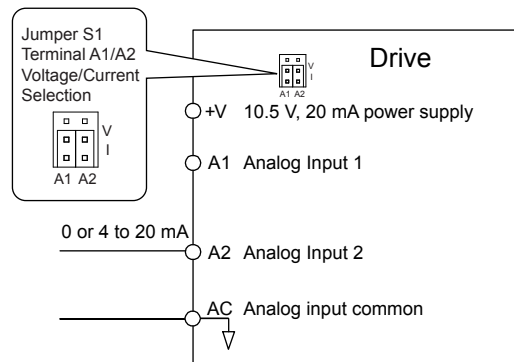 Jumper S1
Terminal A1/A2
Voltage/Current
Selection
V
I
A1 A2
Drive
V
I
A1 A2
+V 10.5 V, 20 mA power supply
A1 Analog Input 1
0 or 4 to 20 mA
A2 Analog Input 2
AC Analog input common